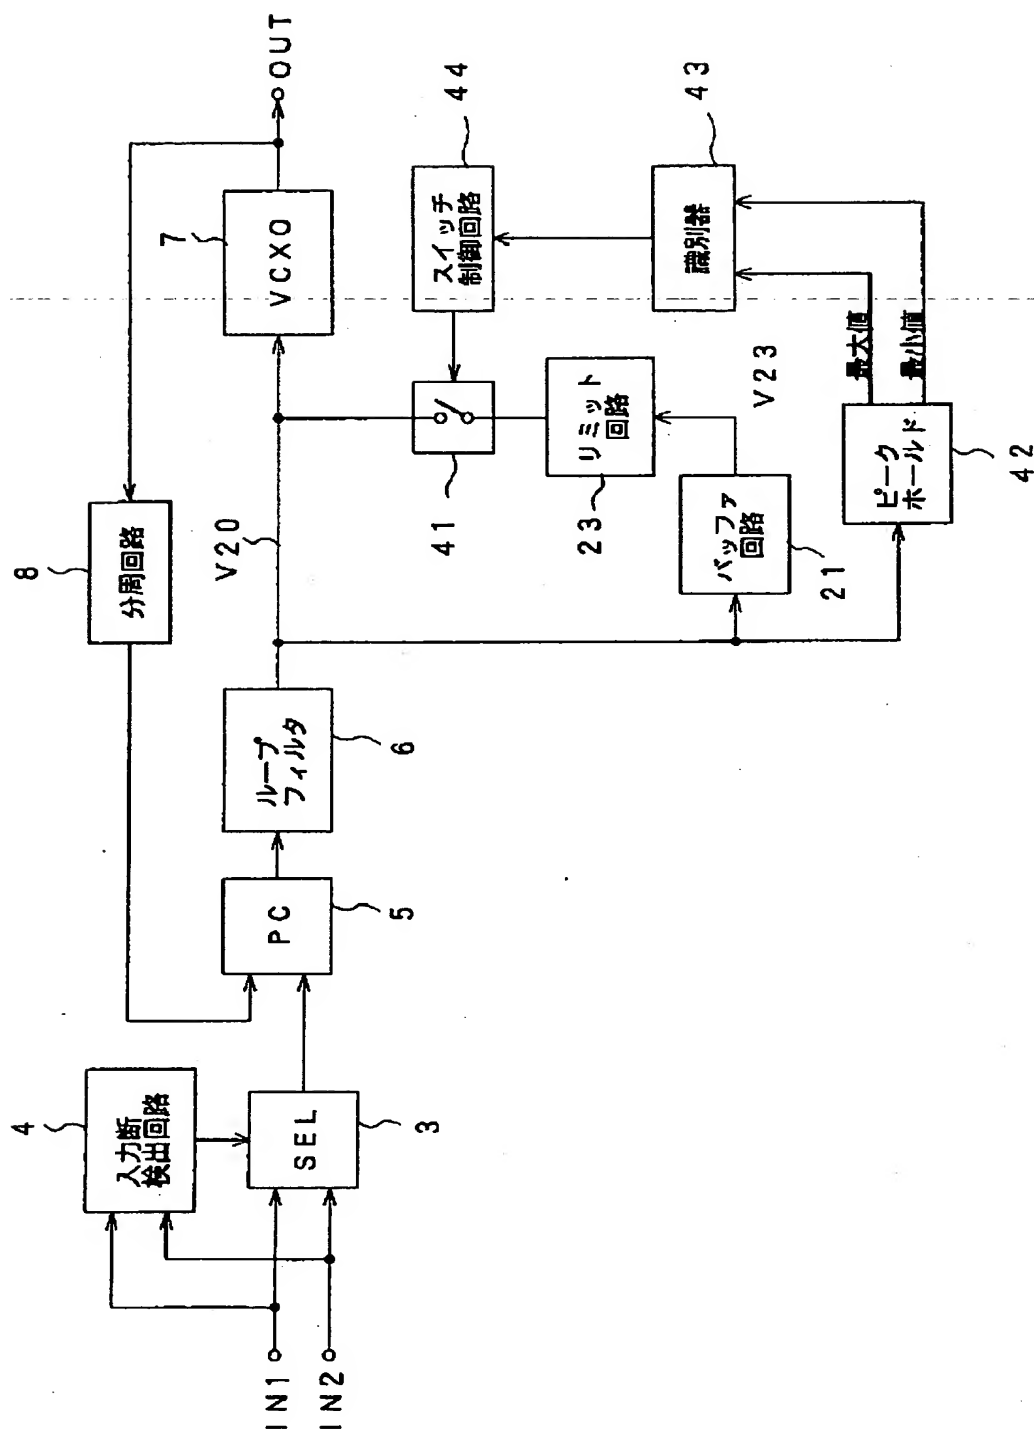 8
分周回路
7
VCXO
OUT
4
入力断
検出回路
V20
IN1
IN2
SEL
3
PC
5
ループ
フィルタ
6
41
スイッチ
制御回路
44
リミット
回路
23
識別器
43
バッファ
回路
21
V23
最大値
最小値
ピーク
ホールド
42